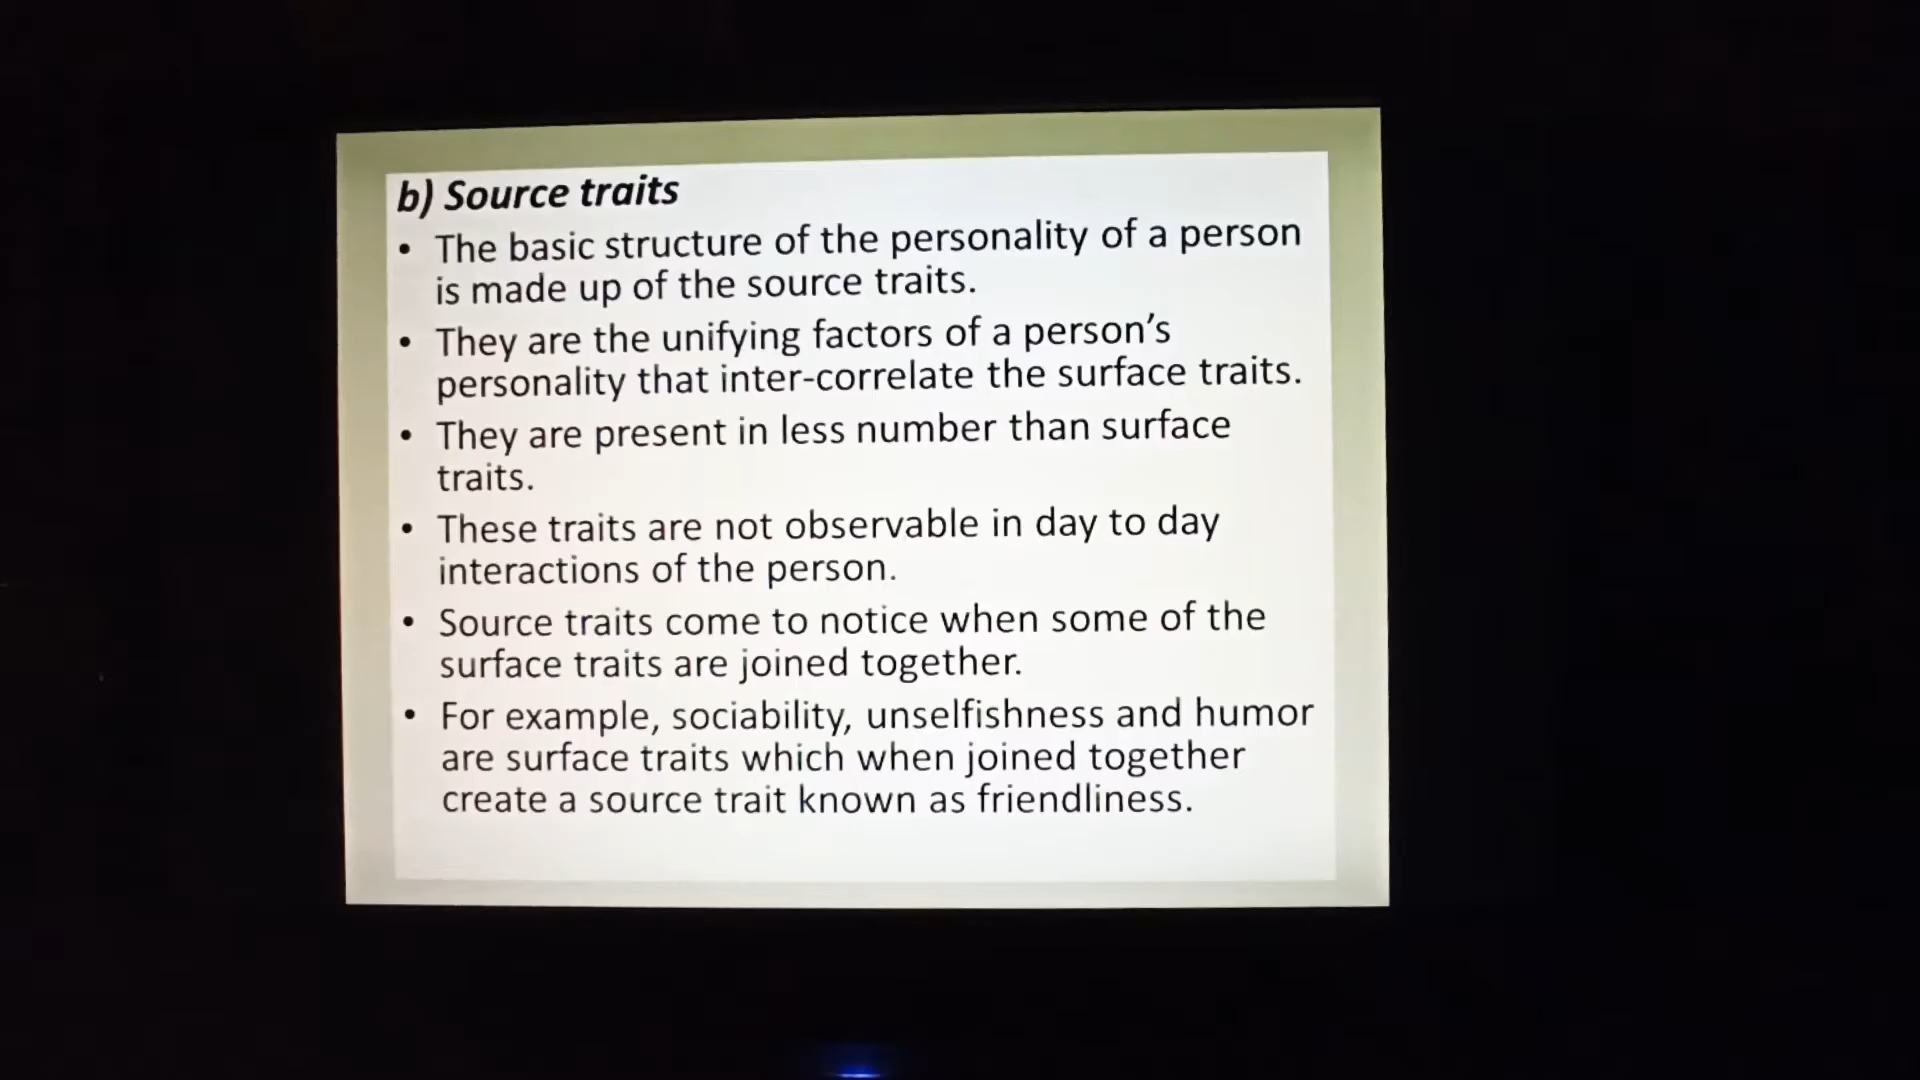 b) Source traits
• The basic structure of the personality of a person
is made up of the source traits.
• They are the unifying factors of a person’s
personality that inter-correlate the surface traits.
• They are present in less number than surface
traits.
• These traits are not observable in day to day
interactions of the person.
• Source traits come to notice when some of the
surface traits are joined together.
• For example, sociability, unselfishness and humor
are surface traits which when joined together
create a source trait known as friendliness.